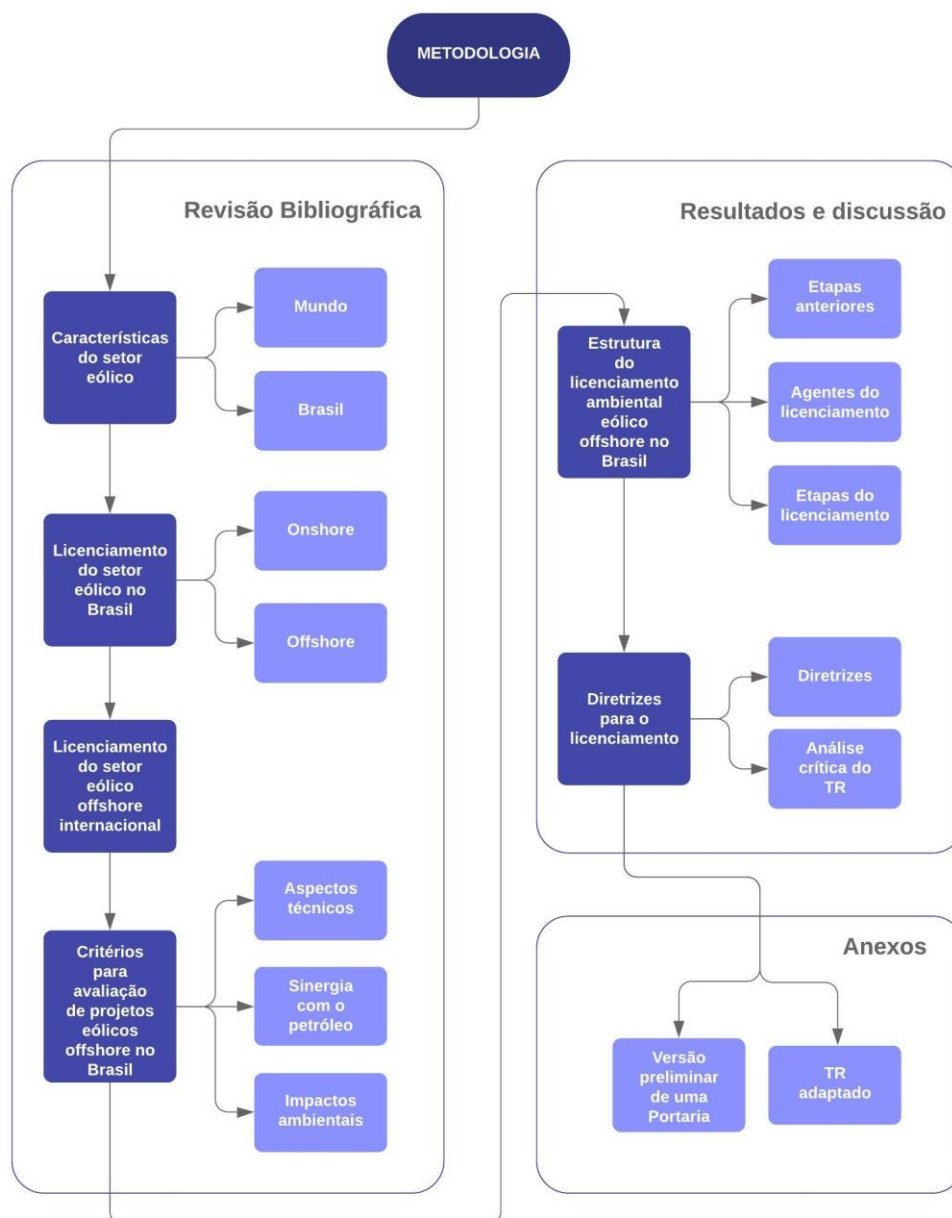 METODOLOGIA
Revisão Bibliográfica
Características
do setor
eólico
Mundo
Brasil
Licenciamento
do setor
eólico no
Brasil
Onshore
Offshore
Licenciamento
do setor
eólico
offshore
internacional
Critérios
para
avaliação
de projetos
eólicos
offshore no
Brasil
Aspectos
técnicos
Sinergia
com o
petróleo
Impactos
ambientais
Resultados e discussão
Estrutura
do
licenciamento
ambiental
eólico
offshore no
Brasil
Etapas
anteriores
Agentes do
licenciamento
Etapas do
licenciamento
Diretrizes
para o
licenciamento
Diretrizes
Análise
crítica do
TR
Anexos
Versão
preliminar
de uma
Portaria
TR
adaptado